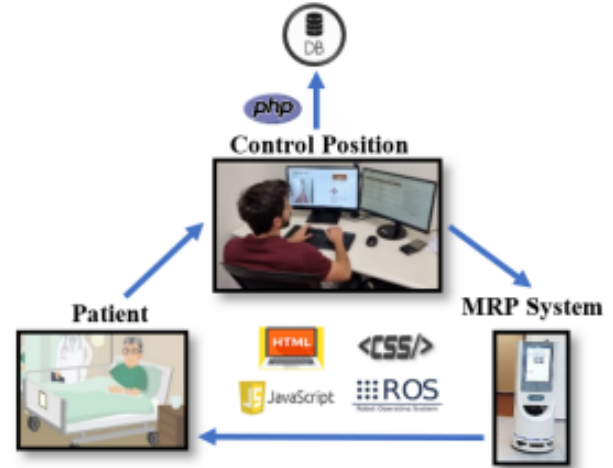 DB
php
Control Position
Patient
MRP System
HTML
<CSS/>
JS JavaScript
ROS
Robot Operating System